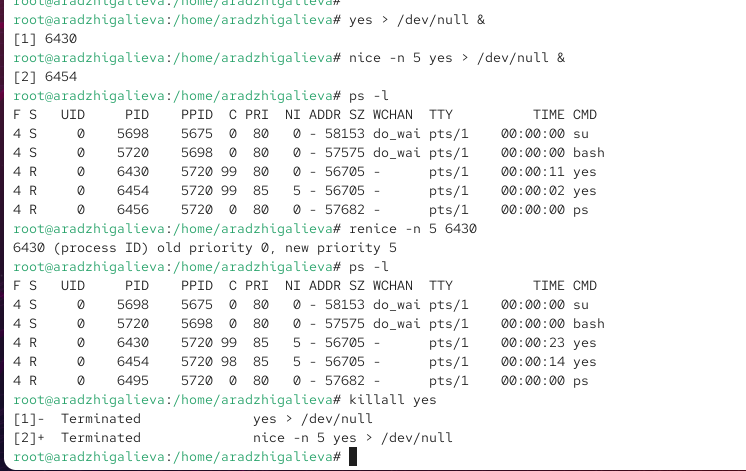 root@aradzhigalieva:/home/aradzhigalieva#
root@aradzhigalieva:/home/aradzhigalieva# yes > /dev/null &
[1] 6430
root@aradzhigalieva:/home/aradzhigalieva# nice -n 5 yes > /dev/null &
[2] 6454
root@aradzhigalieva:/home/aradzhigalieva# ps -l
F S   UID     PID    PPID  C PRI  NI ADDR SZ WCHAN  TTY          TIME CMD
4 S     0    5698    5675  0  80   0 - 58153 do_wai pts/1    00:00:00 su
4 S     0    5720    5698  0  80   0 - 57575 do_wai pts/1    00:00:00 bash
4 R     0    6430    5720 99  80   0 - 56705 -      pts/1    00:00:11 yes
4 R     0    6454    5720 99  85   5 - 56705 -      pts/1    00:00:02 yes
4 R     0    6456    5720  0  80   0 - 57682 -      pts/1    00:00:00 ps
root@aradzhigalieva:/home/aradzhigalieva# renice -n 5 6430
6430 (process ID) old priority 0, new priority 5
root@aradzhigalieva:/home/aradzhigalieva# ps -l
F S   UID     PID    PPID  C PRI  NI ADDR SZ WCHAN  TTY          TIME CMD
4 S     0    5698    5675  0  80   0 - 58153 do_wai pts/1    00:00:00 su
4 S     0    5720    5698  0  80   0 - 57575 do_wai pts/1    00:00:00 bash
4 R     0    6430    5720 99  85   5 - 56705 -      pts/1    00:00:23 yes
4 R     0    6454    5720 98  85   5 - 56705 -      pts/1    00:00:14 yes
4 R     0    6495    5720  0  80   0 - 57682 -      pts/1    00:00:00 ps
root@aradzhigalieva:/home/aradzhigalieva# killall yes
[1]-  Terminated              yes > /dev/null
[2]+  Terminated              nice -n 5 yes > /dev/null
root@aradzhigalieva:/home/aradzhigalieva#